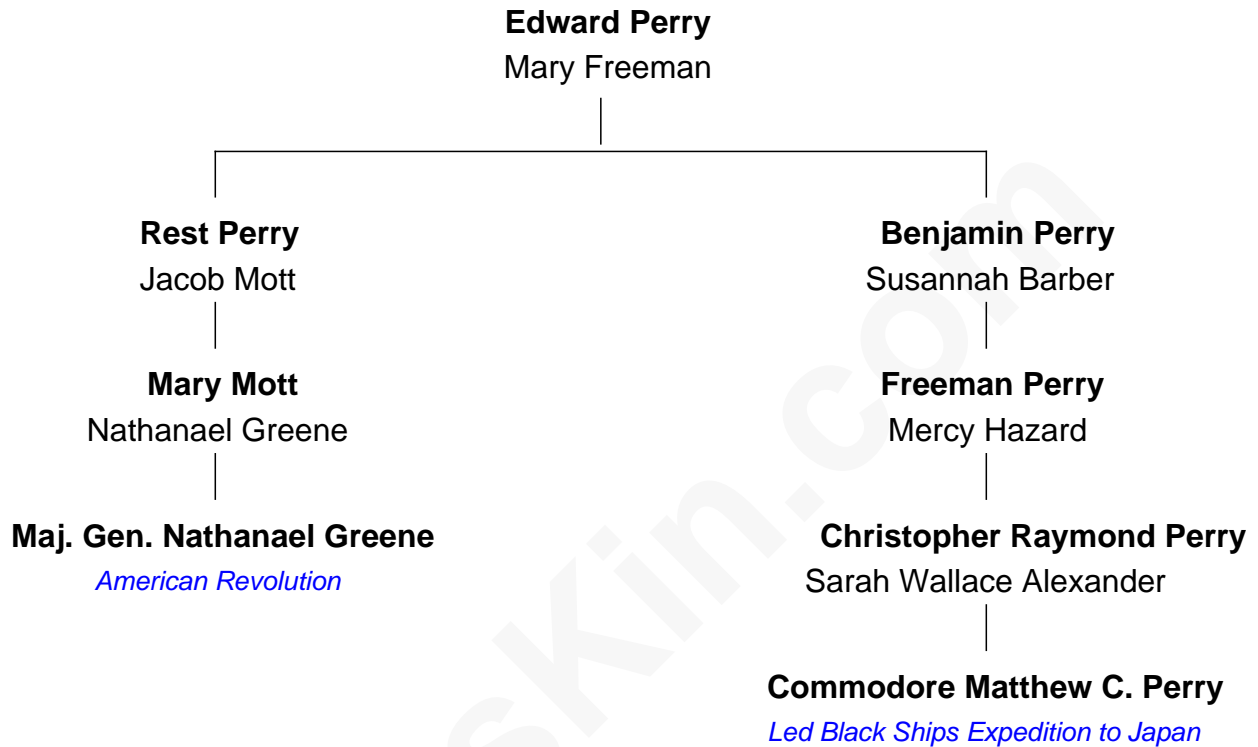 Edward Perry
Mary Freeman
Rest Perry
Jacob Mott
Benjamin Perry
Susannah Barber
Mary Mott
Nathanael Greene
Freeman Perry
Mercy Hazard
Maj. Gen. Nathanael Greene
American Revolution
Christopher Raymond Perry
Sarah Wallace Alexander
Commodore Matthew C. Perry
Led Black Ships Expedition to Japan
sKin.com